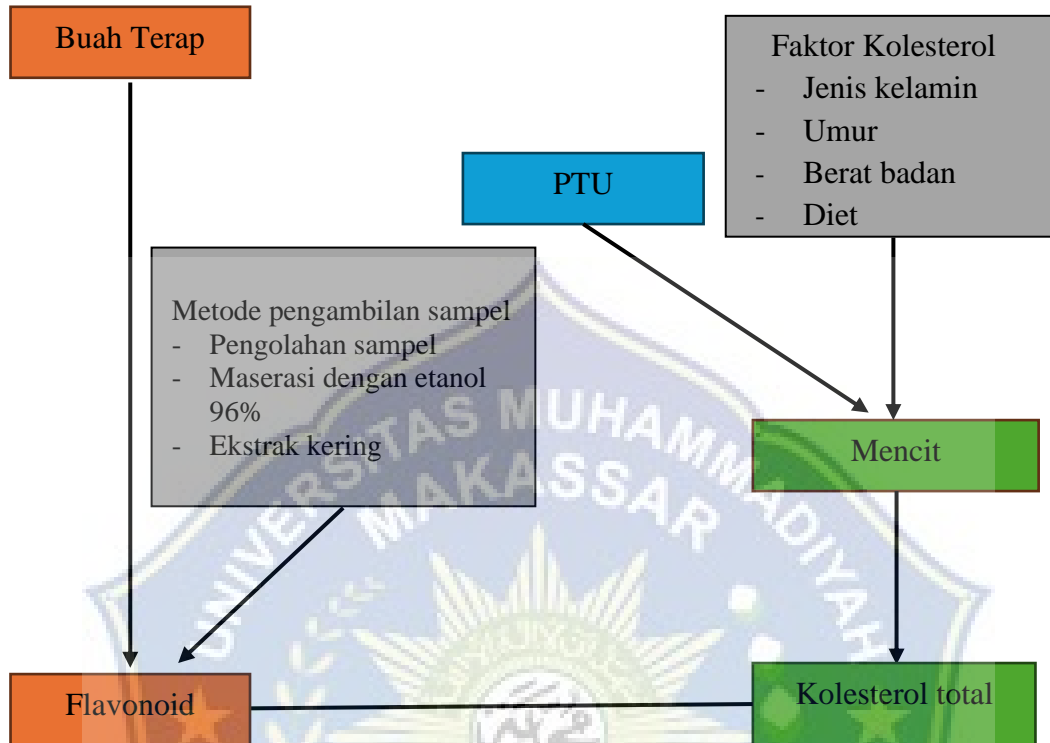 Buah Terap
Faktor Kolesterol
- Jenis kelamin
- Umur
- Berat badan
- Diet
PTU
Metode pengambilan sampel
- Pengolahan sampel
- Maserasi dengan etanol
96%
- Ekstrak kering
Mencit
UNIVERSITAS MUHAMMADIYAH
MAKASSAR
Flavonoid
Kolesterol total